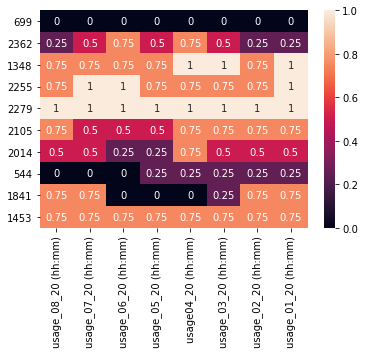 699 0 0 0 0 0 0 0 0
2362 0.25 0.5 0.75 0.5 0.75 0.5 0.25 0.25
1348 0.75 0.75 0.75 0.75 1 1 0.75 1
2255 0.75 1 1 0.75 0.75 0.75 0.75 1
2279 1 1 1 1 1 1 1 1
2105 0.75 0.5 0.5 0.5 0.75 0.75 0.75 0.75
2014 0.5 0.5 0.25 0.25 0.75 0.5 0.5 0.5
544 0 0 0 0.25 0.25 0.25 0.25 0.25
1841 0.75 0.75 0 0 0 0.25 0.75 0.75
1453 0.75 0.75 0.75 0.75 0.75 0.75 0.75 0.75
usage_08_20 (hh:mm)
usage_07_20 (hh:mm)
usage_06_20 (hh:mm)
usage_05_20 (hh:mm)
usage04_20 (hh:mm)
usage_03_20 (hh:mm)
usage_02_20 (hh:mm)
usage_01_20 (hh:mm)
1.0
0.8
0.6
0.4
0.2
0.0